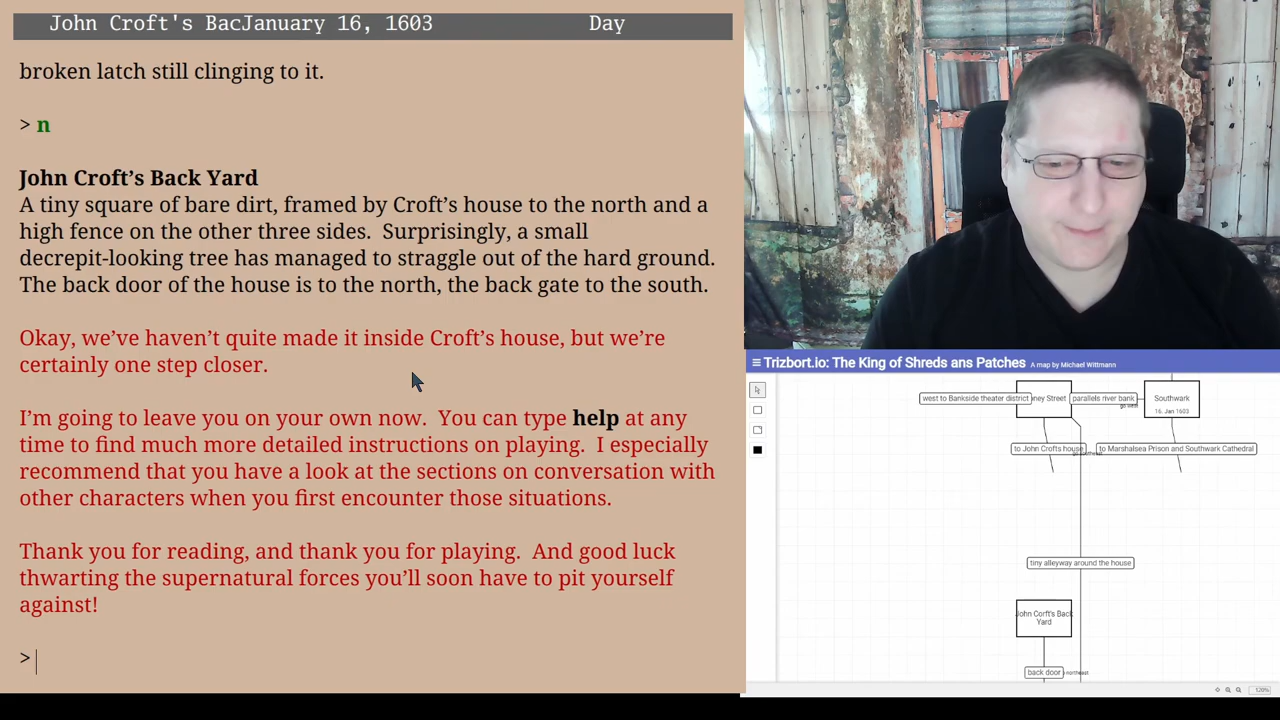 John Croft's BacJanuary 16, 1603 Day
broken latch still clinging to it.
> n
John Croft’s Back Yard
A tiny square of bare dirt, framed by Croft’s house to the north and a
high fence on the other three sides. Surprisingly, a small
decrepit-looking tree has managed to straggle out of the hard ground.
The back door of the house is to the north, the back gate to the south.
Okay, we’ve haven’t quite made it inside Croft’s house, but we’re
certainly one step closer.
I’m going to leave you on your own now. You can type help at any
time to find much more detailed instructions on playing. I especially
recommend that you have a look at the sections on conversation with
other characters when you first encounter those situations.
Thank you for reading, and thank you for playing. And good luck
thwarting the supernatural forces you’ll soon have to pit yourself
against!
>
Trizbort.io: The King of Shreds ans Patches A map by Michael Wittmann
west to Bankside theater district
ney Street
parallels river bank
go west
Southwark
16. Jan 1603
to John Crofts house
to Marshalsea Prison and Southwark Cathedral
tiny alleyway around the house
John Corft's Back
Yard
back door
northeast
120%